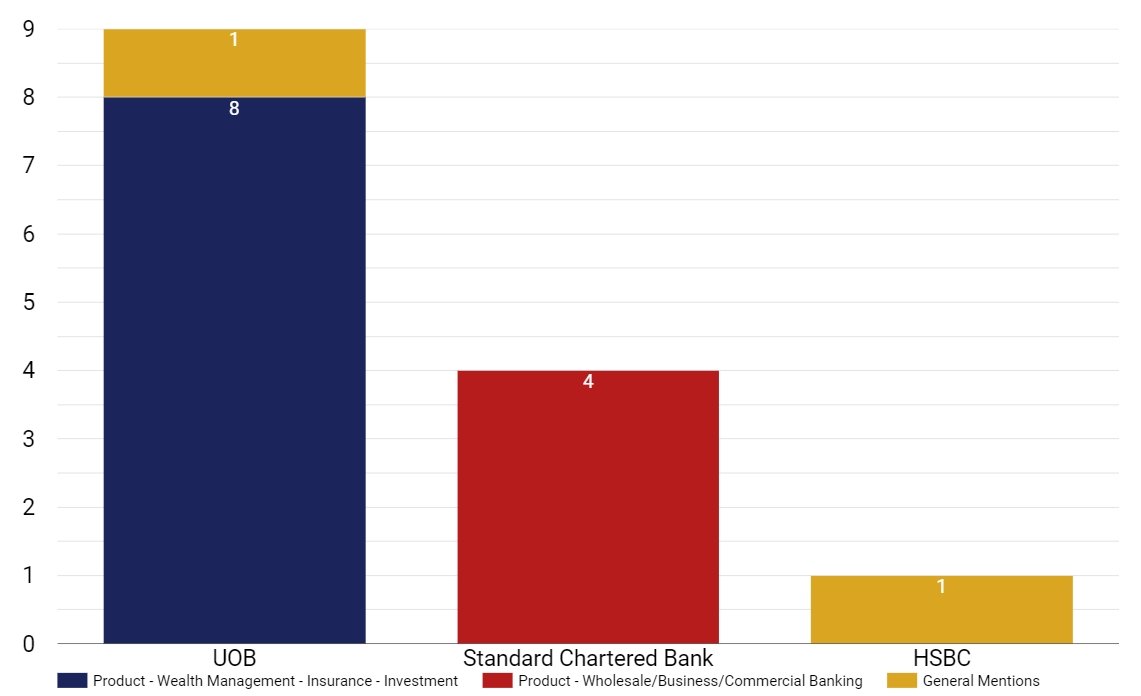 9
8
7
6
5
4
3
2
1
0
1
8
4
1
UOB
Standard Chartered Bank
HSBC
Product - Wealth Management - Insurance - Investment
Product - Wholesale/Business/Commercial Banking
General Mentions